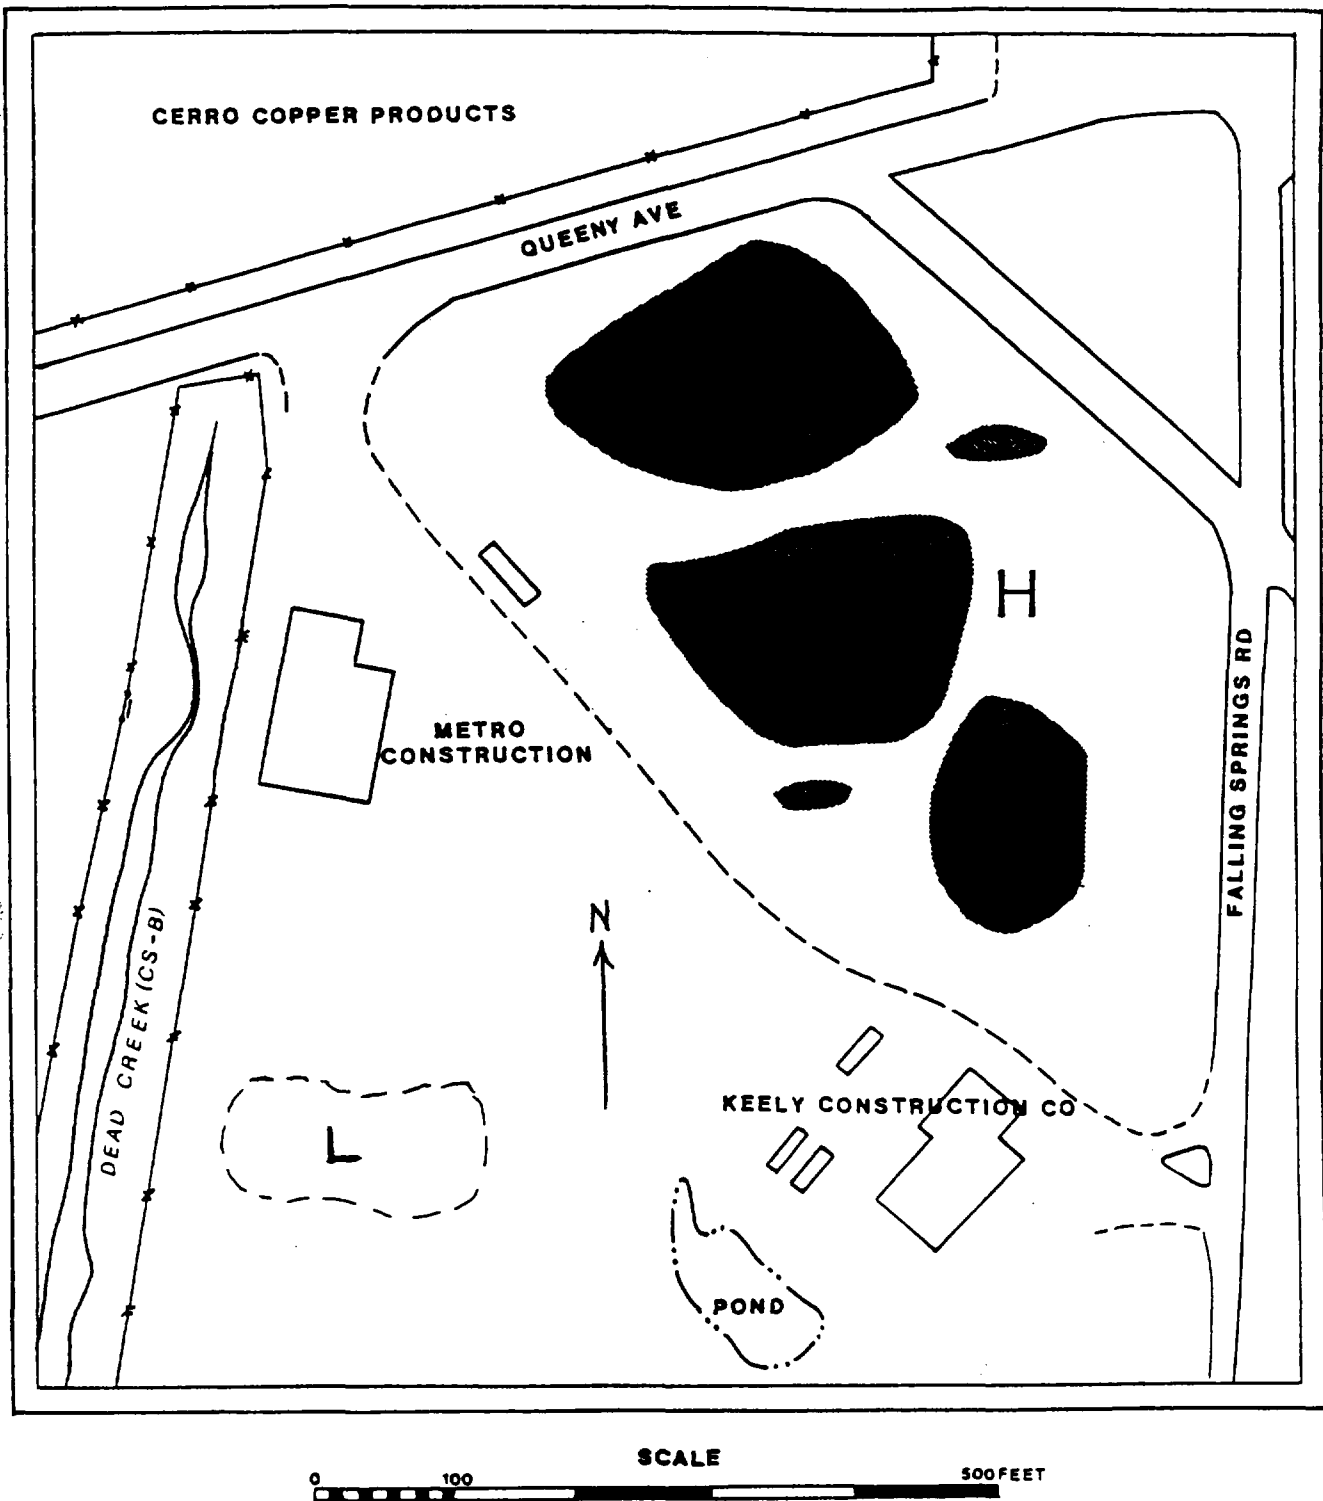 CERRO COPPER PRODUCTS
QUEENY AVE
H
METRO
CONSTRUCTION
FALLING SPRINGS RD
N
DEAD CREEK (CS-B)
KEELY CONSTRUCTION CO
L
POND
SCALE
0 100 500 FEET